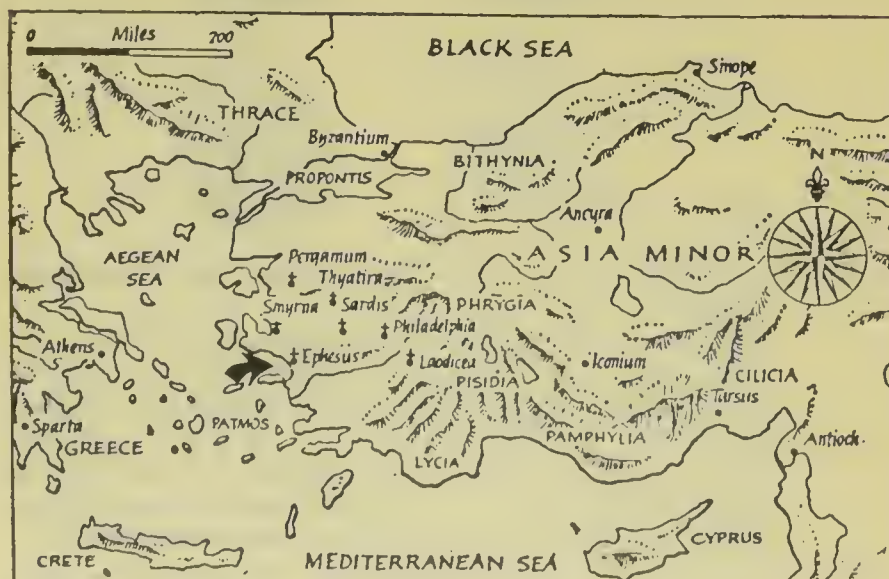 0 Miles 200
BLACK SEA
Sinope
THRACE
Byzantium
BITHYNIA
PROPONTIS
N
Ancyra
AEGEAN
SEA
ASIA MINOR
Pergamum
Thyatira
PHRYGIA
Smyrna
Sardis
Philadelphia
Athens
Ephesus
Laodicea
Iconium
PISIDIA
CILICIA
Tarsus
Sparta
PATMOS
GREECE
PAMPHYLIA
Antioch
LYCIA
CRETE
MEDITERRANEAN SEA
CYPRUS